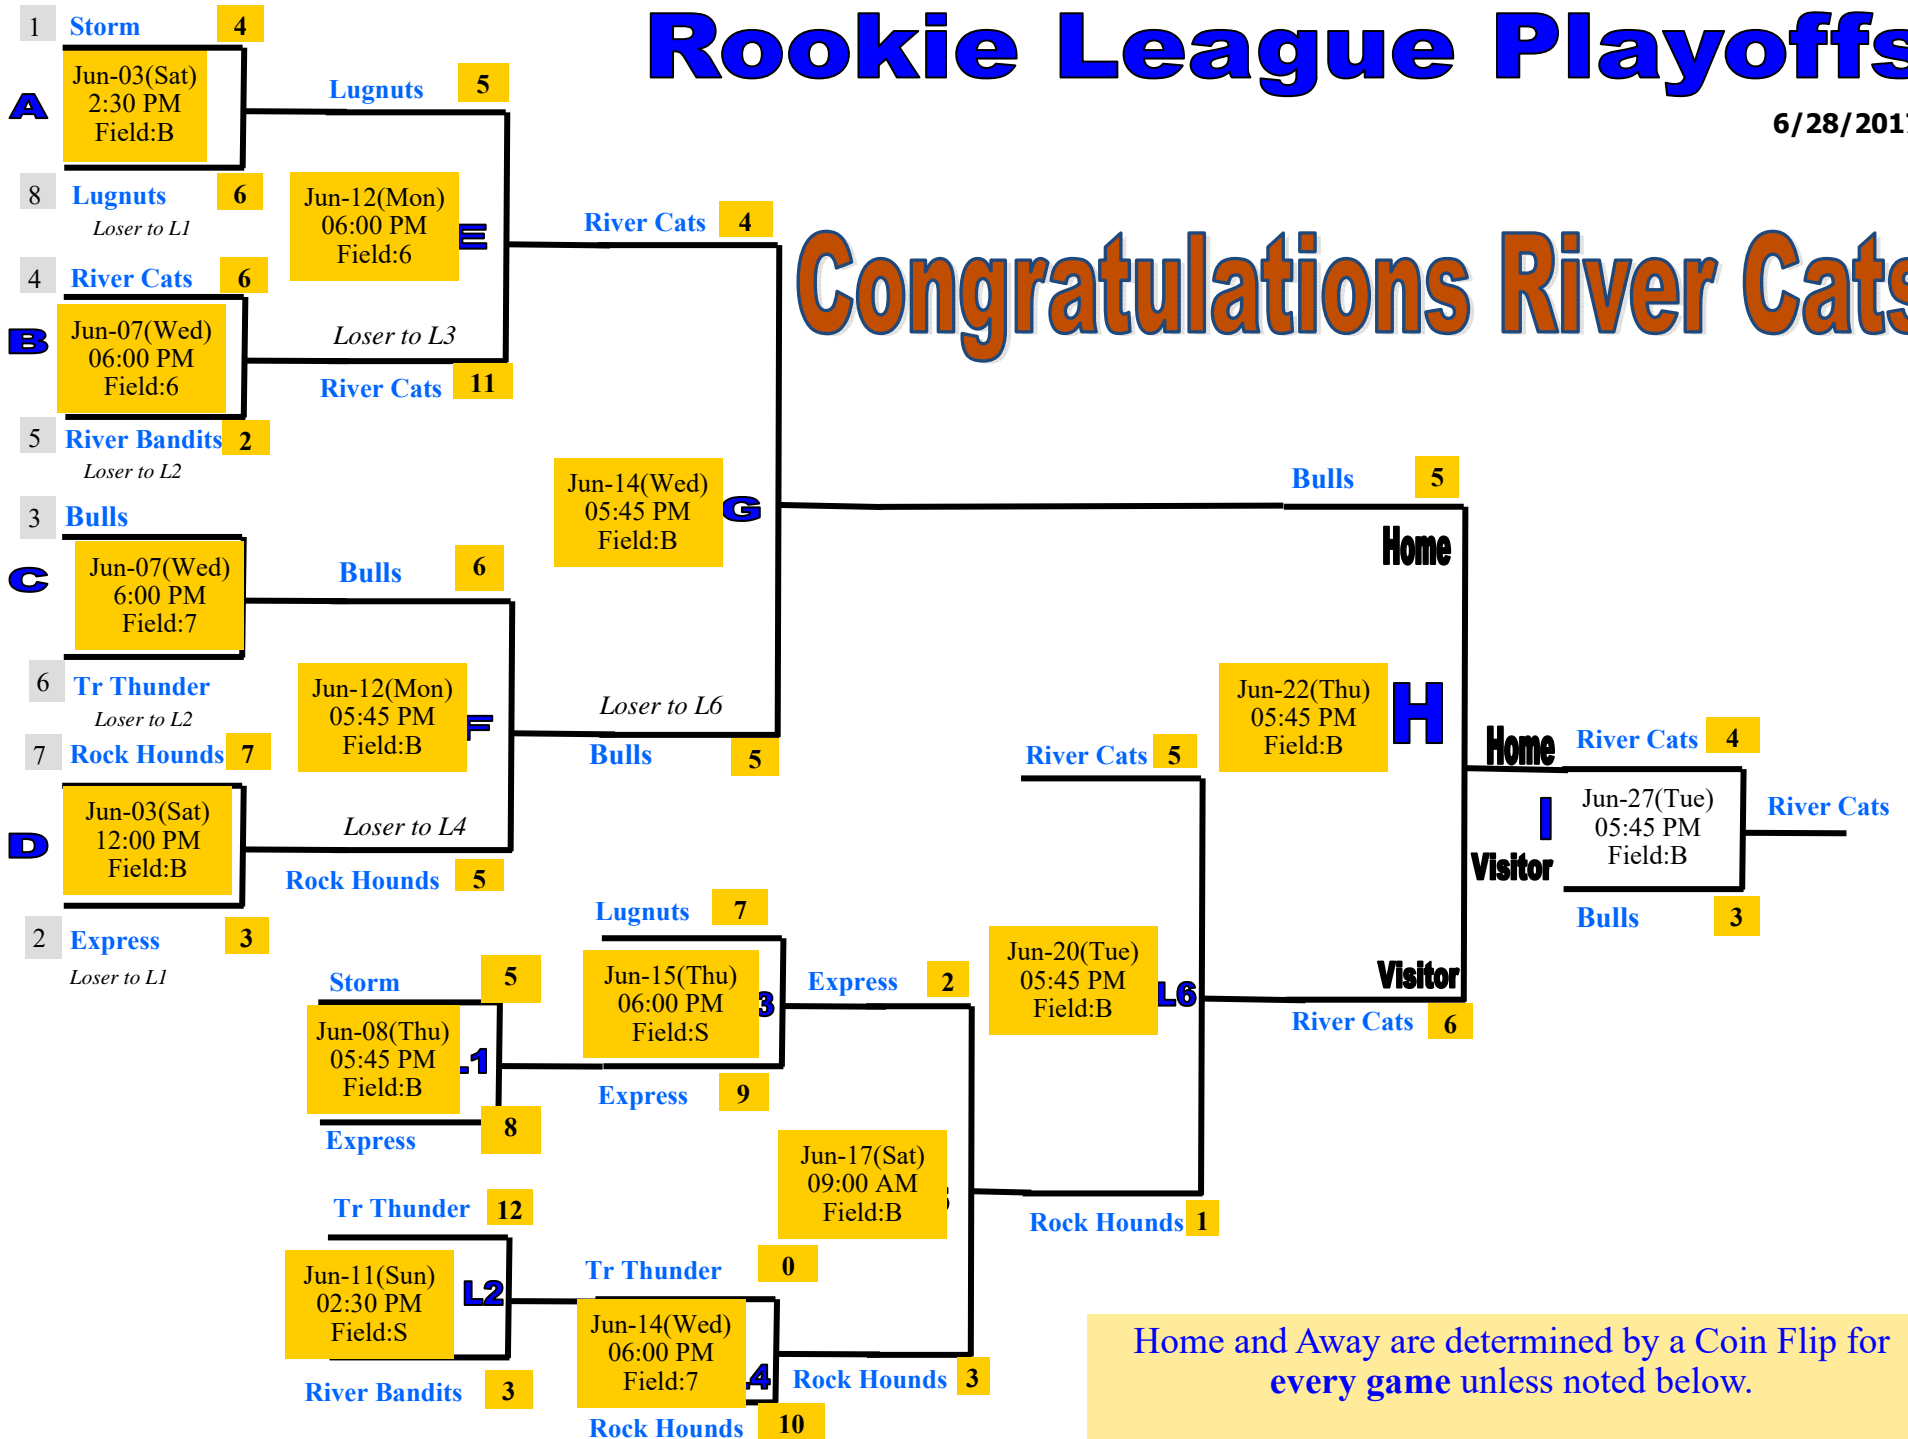 Rookie League Playoffs
6/28/2017
Congratulations River Cats
1 Storm 4
A
Jun-03(Sat)
2:30 PM
Field:B
8 Lugnuts 6
Loser to L1
4 River Cats 6
B
Jun-07(Wed)
06:00 PM
Field:6
5 River Bandits 2
Loser to L2
3 Bulls
C
Jun-07(Wed)
6:00 PM
Field:7
6 Tr Thunder
Loser to L2
7 Rock Hounds 7
D
Jun-03(Sat)
12:00 PM
Field:B
2 Express 3
Loser to L1
Lugnuts 5
Jun-12(Mon)
06:00 PM
Field:6
E
Loser to L3
River Cats 11
Bulls 6
Jun-12(Mon)
05:45 PM
Field:B
F
Loser to L4
Rock Hounds 5
River Cats 4
Jun-14(Wed)
05:45 PM
Field:B
G
Loser to L6
Bulls 5
Storm 5
Jun-08(Thu)
05:45 PM
Field:B
L1
Express 8
Tr Thunder 12
Jun-11(Sun)
02:30 PM
Field:S
L2
River Bandits 3
Lugnuts 7
Jun-15(Thu)
06:00 PM
Field:S
3
Express 9
Tr Thunder 0
Jun-14(Wed)
06:00 PM
Field:7
4
Rock Hounds 10
Express 2
Jun-17(Sat)
09:00 AM
Field:B
Rock Hounds 3
River Cats 5
Jun-20(Tue)
05:45 PM
Field:B
L6
Rock Hounds 1
Bulls 5
Home
Jun-22(Thu)
05:45 PM
Field:B
H
Visitor
River Cats 6
Home
River Cats 4
I
Jun-27(Tue)
05:45 PM
Field:B
Visitor
Bulls 3
River Cats
Home and Away are determined by a Coin Flip for
every game unless noted below.